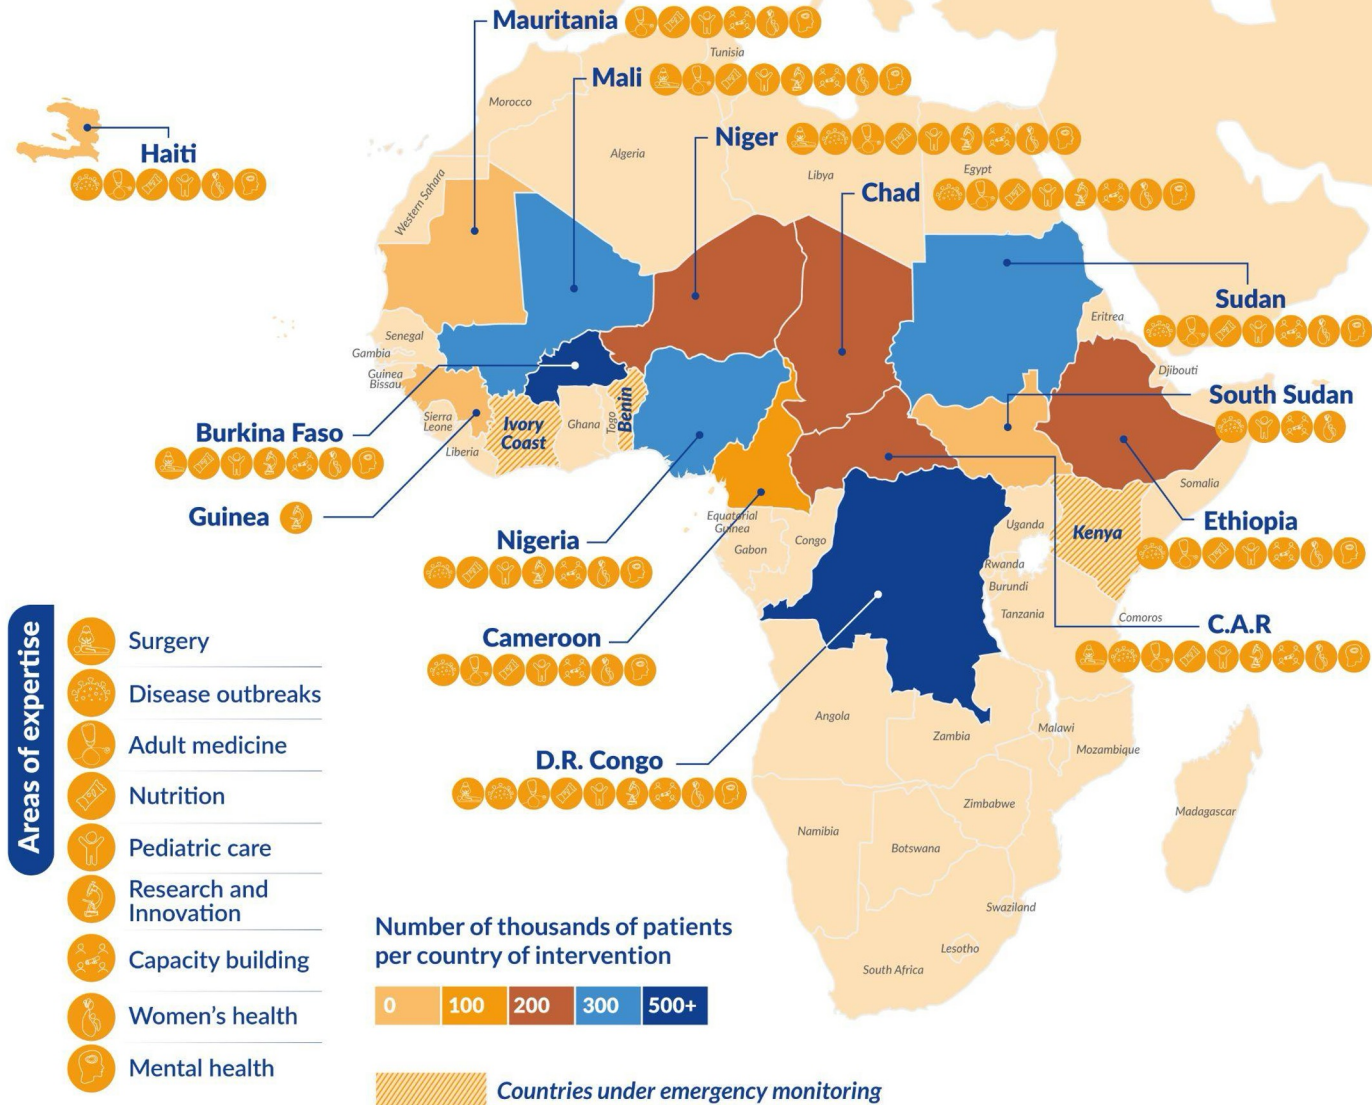 Mauritania
Tunisia
Mali
Morocco
Niger
Haiti
Algeria
Libya
Egypt
Chad
Western Sahara
Sudan
Eritrea
Senegal
Gambia
Guinea
Bissau
Djibouti
South Sudan
Sierra
Leone
Ivory
Coast
Ghana
Togo
Benin
Burkina Faso
Liberia
Somalia
Guinea
Equatorial
Guinea
Uganda
Kenya
Ethiopia
Nigeria
Gabon
Congo
Rwanda
Burundi
Tanzania
Comoros
C.A.R
Cameroon
Areas of expertise
Surgery
Disease outbreaks
Adult medicine
Nutrition
Pediatric care
Research and
Innovation
Capacity building
Women's health
Mental health
Angola
Zambia
Malawi
Mozambique
D.R. Congo
Zimbabwe
Madagascar
Namibia
Botswana
Swaziland
Lesotho
South Africa
Number of thousands of patients
per country of intervention
0 100 200 300 500+
Countries under emergency monitoring